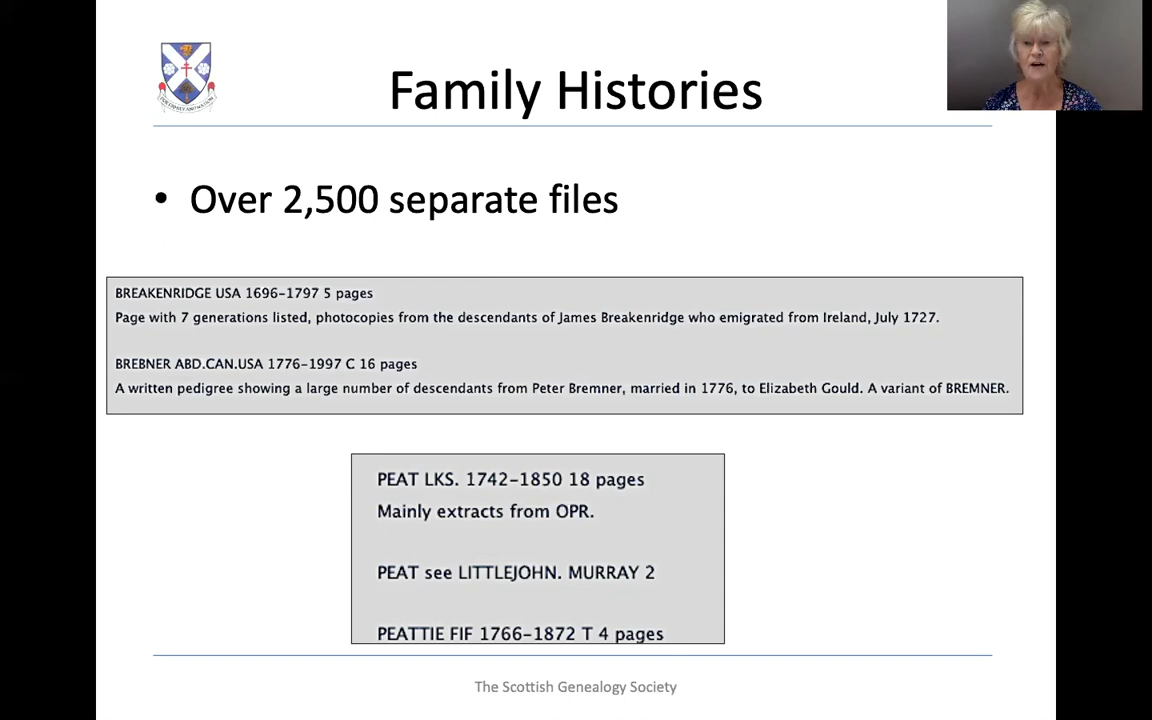 Family Histories
• Over 2,500 separate files
BREAKENRIDGE USA 1696-1797 5 pages
Page with 7 generations listed, photocopies from the descendants of James Breakenridge who emigrated from Ireland, July 1727.
BREBNER ABD.CAN.USA 1776-1997 C 16 pages
A written pedigree showing a large number of descendants from Peter Bremner, married in 1776, to Elizabeth Gould. A variant of BREMNER.
PEAT LKS. 1742-1850 18 pages
Mainly extracts from OPR.
PEAT see LITTLEJOHN. MURRAY 2
PEATTIE FIF 1766-1872 T 4 pages
The Scottish Genealogy Society